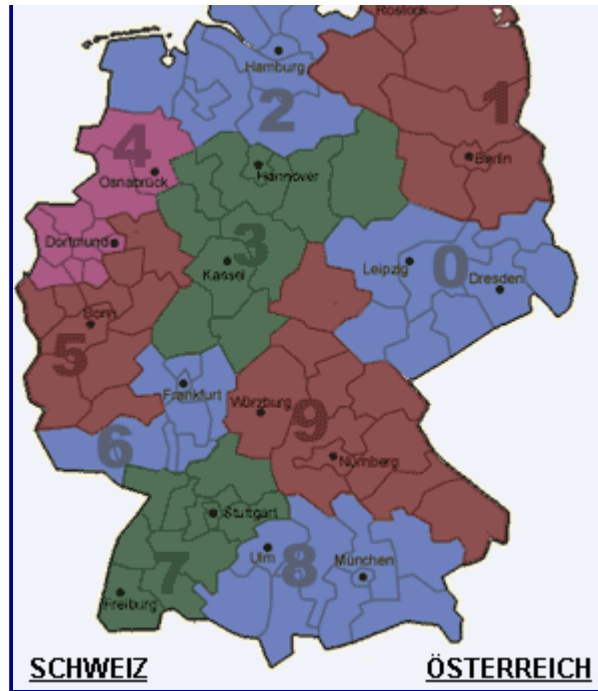 Rostock
Hamburg
2
1
4
Osnabrück
Hannover
Berlin
Dortmund
3
Kassel
Leipzig
0
Dresden
Bonn
5
Frankfurt
Würzburg
9
6
Nürnberg
Stuttgart
Ulm
8
München
7
Freiburg
SCHWEIZ
ÖSTERREICH